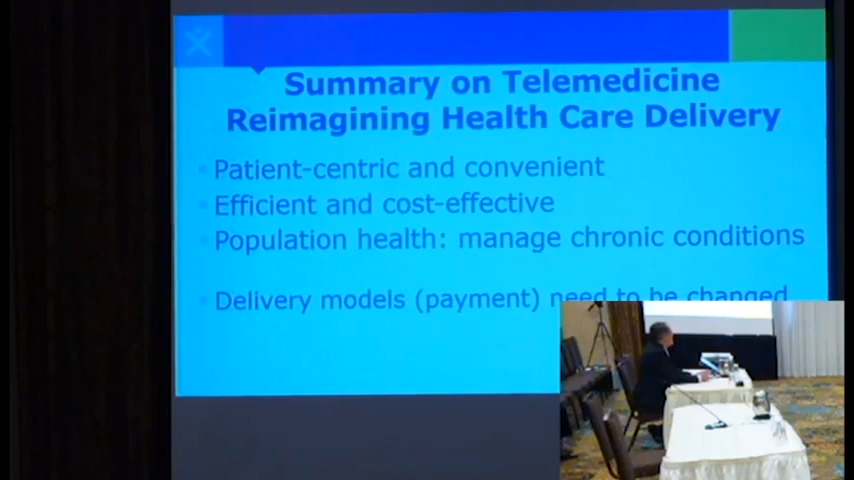 Summary on Telemedicine
Reimagining Health Care Delivery
Patient-centric and convenient
Efficient and cost-effective
Population health: manage chronic conditions
Delivery models (payment) need to be changed